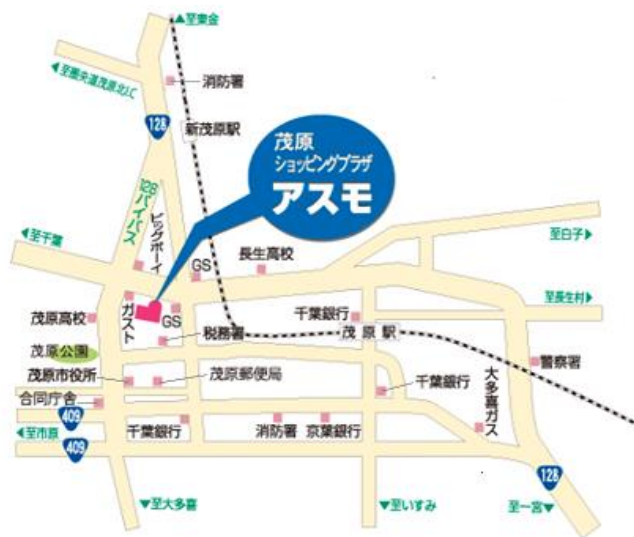 ▲至東金
◀至圏央道茂原北I.C
消防署
128
新茂原駅
茂原
ショッピングプラザ
アスモ
128バイパス
ビッグボーイ
◀至千葉
至白子▶
長生高校
GS
至長生村▶
ガスト
GS
千葉銀行
茂原駅
茂原高校
税務署
茂原公園
警察署
茂原市役所
茂原郵便局
千葉銀行
大多喜ガス
合同庁舎
409
◀至市原
409
千葉銀行
消防署
京葉銀行
128
▼至大多喜
▼至いすみ
至一宮▼